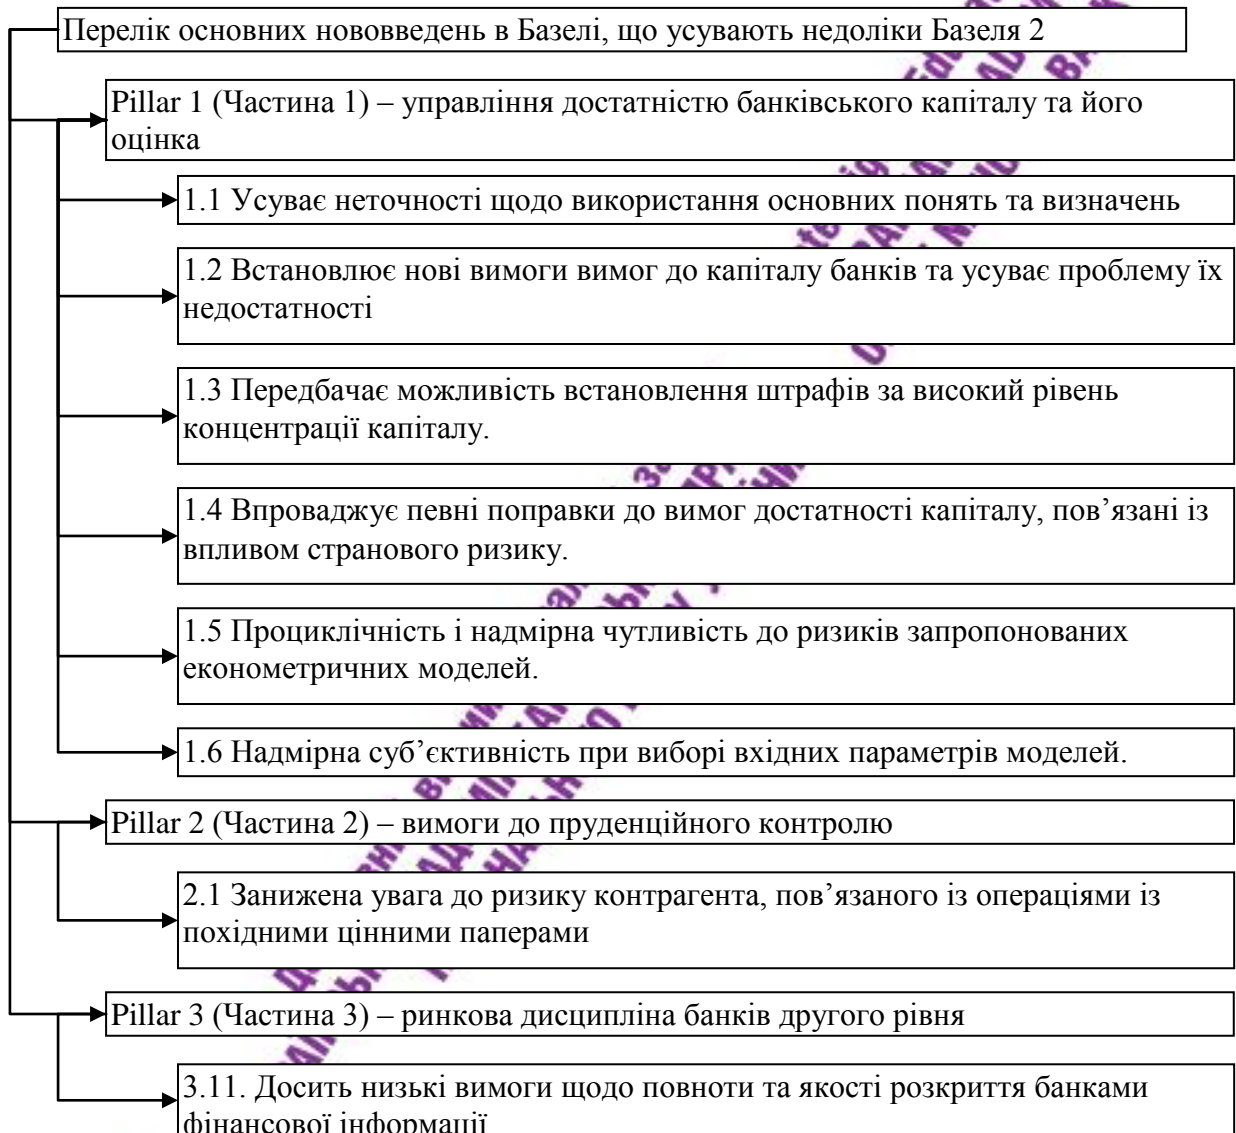 Перелік основних нововведень в Базелі, що усувають недоліки Базеля 2
Pillar 1 (Частина 1) – управління достатністю банківського капіталу та його
оцінка
1.1 Усуває неточності щодо використання основних понять та визначень
1.2 Встановлює нові вимоги вимог до капіталу банків та усуває проблему їх
недостатності
1.3 Передбачає можливість встановлення штрафів за високий рівень
концентрації капіталу.
1.4 Впроваджує певні поправки до вимог достатності капіталу, пов’язані із
впливом странового ризику.
1.5 Проциклічність і надмірна чутливість до ризиків запропонованих
економетричних моделей.
1.6 Надмірна суб’єктивність при виборі вхідних параметрів моделей.
Pillar 2 (Частина 2) – вимоги до пруденційного контролю
2.1 Занижена увага до ризику контрагента, пов’язаного із операціями із
похідними цінними паперами
Pillar 3 (Частина 3) – ринкова дисципліна банків другого рівня
3.11. Досить низькі вимоги щодо повноти та якості розкриття банками
фінансової інформації